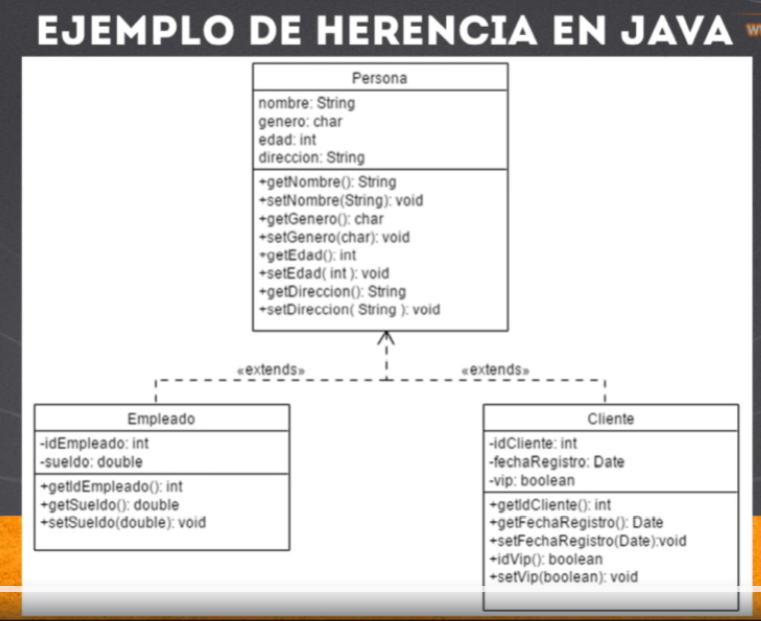 EJEMPLO DE HERENCIA EN JAVA
Persona
nombre: String
genero: char
edad: int
direccion: String
+getNombre(): String
+setNombre(String): void
+getGenero(): char
+setGenero(char): void
+getEdad(): int
+setEdad( int ): void
+getDireccion(): String
+setDireccion( String ): void
«extends»
«extends»
Empleado
-idEmpleado: int
-sueldo: double
+getIdEmpleado(): int
+getSueldo(): double
+setSueldo(double): void
Cliente
-idCliente: int
-fechaRegistro: Date
-vip: boolean
+getIdCliente(): int
+getFechaRegistro(): Date
+setFechaRegistro(Date):void
+idVip(): boolean
+setVip(boolean): void